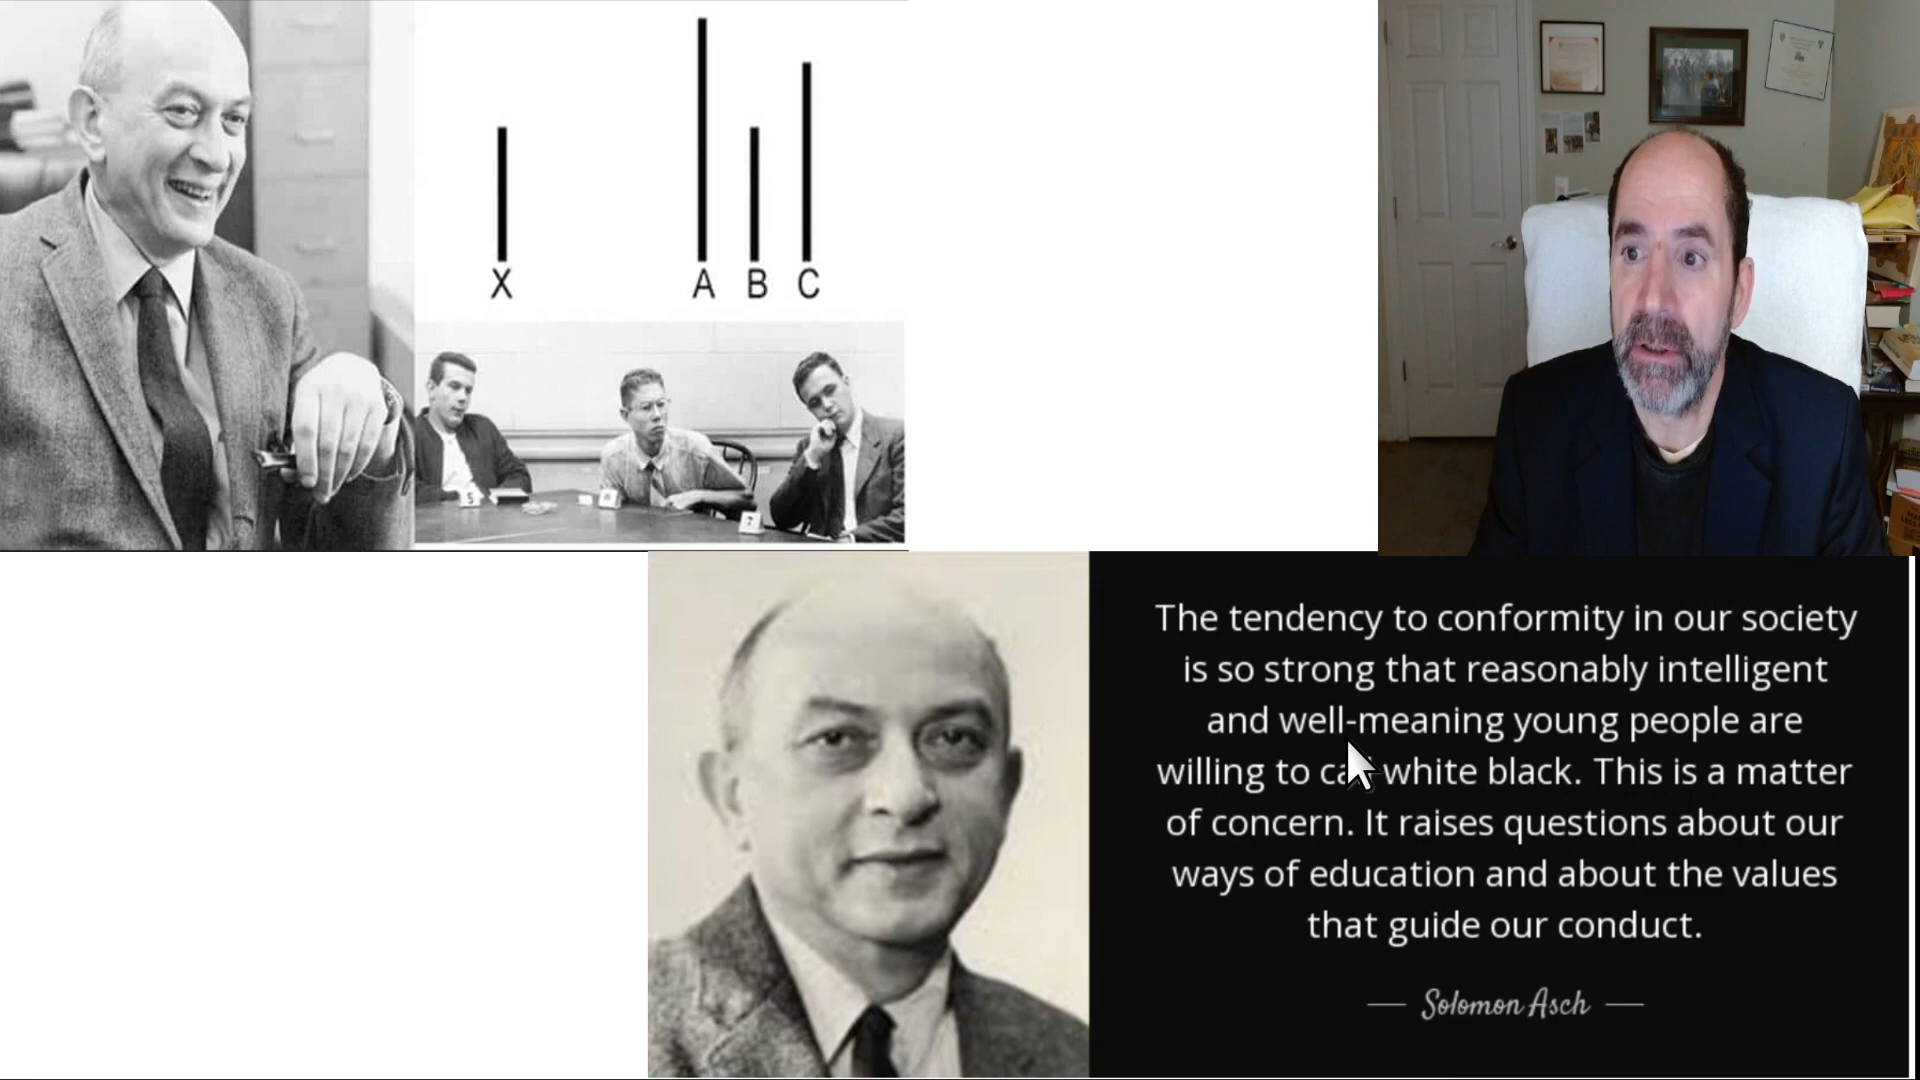 X A B C
5
The tendency to conformity in our society
is so strong that reasonably intelligent
and well-meaning young people are
willing to ca white black. This is a matter
of concern. It raises questions about our
ways of education and about the values
that guide our conduct.
Solomon Asch